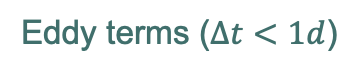 Eddy terms (Δt < 1d)